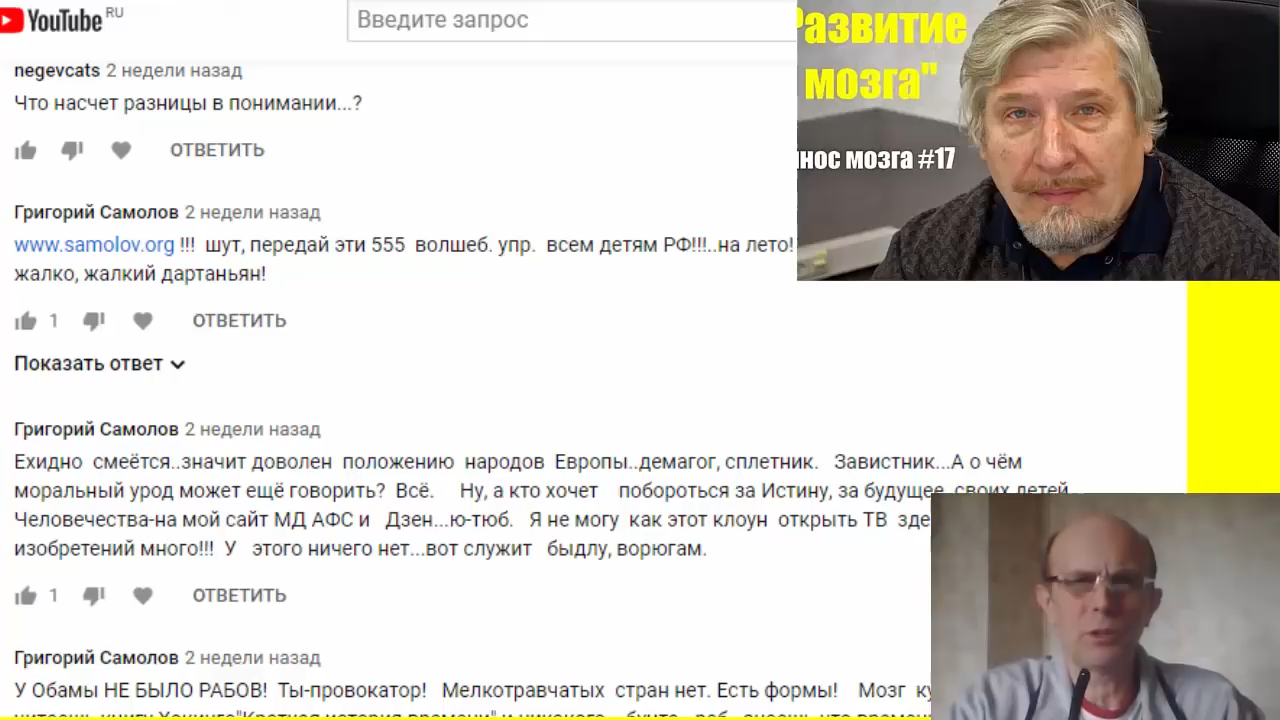 YouTube RU
Введите запрос
Развитие
мозга"
нос мозга #17
negevcats 2 недели назад
Что насчет разницы в понимании...?
ОТВЕТИТЬ
Григорий Самолов 2 недели назад
www.samolov.org !!! шут, передай эти 555 волшеб. упр. всем детям РФ!!!..на лето!
жалко, жалкий дартаньян!
1 ОТВЕТИТЬ
Показать ответ
Григорий Самолов 2 недели назад
Ехидно смеётся..значит доволен положению народов Европы..демагог, сплетник. Завистник...А о чём
моральный урод может ещё говорить? Всё. Ну, а кто хочет побороться за Истину, за будущее своих детей
Человечества-на мой сайт МД АФС и Дзен...ю-тюб. Я не могу как этот клоун открыть ТВ зде
изобретений много!!! У этого ничего нет...вот служит быдлу, ворюгам.
1 ОТВЕТИТЬ
Григорий Самолов 2 недели назад
У Обамы НЕ БЫЛО РАБОВ! Ты-провокатор! Мелкотравчатых стран нет. Есть формы! Мозг ку